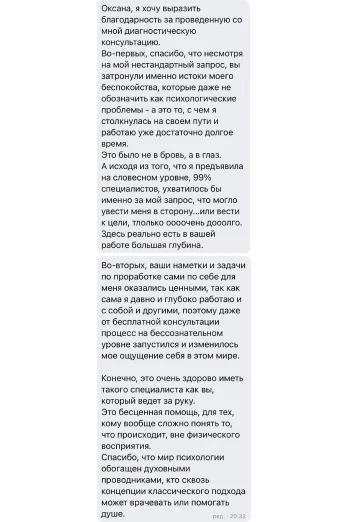 Оксана, я хочу выразить
благодарность за проведенную со
мной диагностическую
консультацию.
Во-первых, спасибо, что несмотря
на мой нестандартный запрос, вы
затронули именно истоки моего
беспокойства, которые даже не
обозначить как психологические
проблемы - а это то, с чем я
столкнулась на своем пути и
работаю уже достаточно долгое
время.
Это было не в бровь, а в глаз.
А исходя из того, что я предъявила
на словесном уровне, 99%
специалистов, ухватилось бы
именно за мой запрос, что могло
увести меня в сторону...или вести
к цели, тлолько оооочень дооолго.
Здесь реально есть в вашей
работе большая глубина.
Во-вторых, ваши наметки и задачи
по проработке сами по себе для
меня оказались ценными, так как
сама я давно и глубоко работаю и
с собой и другими, поэтому даже
от бесплатной консультации
процесс на бессознательном
уровне запустился и изменилось
мое ощущение себя в этом мире.
Конечно, это очень здорово иметь
такого специалиста как вы,
который ведет за руку.
Это бесценная помощь, для тех,
кому вообще сложно понять то,
что происходит, вне физического
восприятия.
Спасибо, что мир психологии
обогащен духовными
проводниками, кто сквозь
концепции классического подхода
может врачевать или помогать
душе.
ред. 20:33